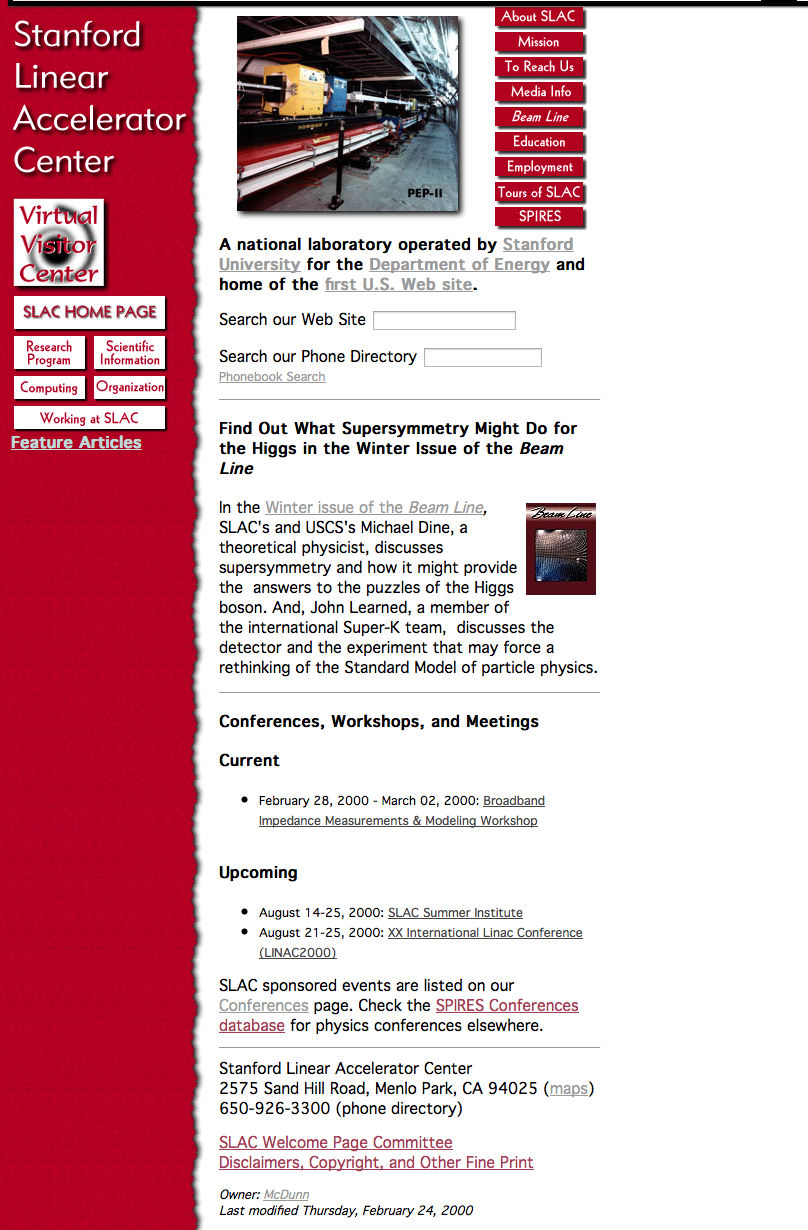 Stanford
Linear
Accelerator
Center
Virtual
Visitor
Center
SLAC HOME PAGE
Research
Program
Scientific
Information
Computing
Organization
Working at SLAC
Feature Articles
PEP-II
About SLAC
Mission
To Reach Us
Media Info
Beam Line
Education
Employment
Tours of SLAC
SPIRES
A national laboratory operated by Stanford
University for the Department of Energy and
home of the first U.S. Web site.
Search our Web Site
Search our Phone Directory
Phonebook Search
Find Out What Supersymmetry Might Do for
the Higgs in the Winter Issue of the Beam
Line
In the Winter issue of the Beam Line,
SLAC's and USCS's Michael Dine, a
theoretical physicist, discusses
supersymmetry and how it might provide
the answers to the puzzles of the Higgs
boson. And, John Learned, a member of
the international Super-K team, discusses the
detector and the experiment that may force a
rethinking of the Standard Model of particle physics.
Beam Line
Conferences, Workshops, and Meetings
Current
• February 28, 2000 - March 02, 2000: Broadband
Impedance Measurements & Modeling Workshop
Upcoming
• August 14-25, 2000: SLAC Summer Institute
• August 21-25, 2000: XX International Linac Conference
(LINAC2000)
SLAC sponsored events are listed on our
Conferences page. Check the SPIRES Conferences
database for physics conferences elsewhere.
Stanford Linear Accelerator Center
2575 Sand Hill Road, Menlo Park, CA 94025 (maps)
650-926-3300 (phone directory)
SLAC Welcome Page Committee
Disclaimers, Copyright, and Other Fine Print
Owner: McDunn
Last modified Thursday, February 24, 2000